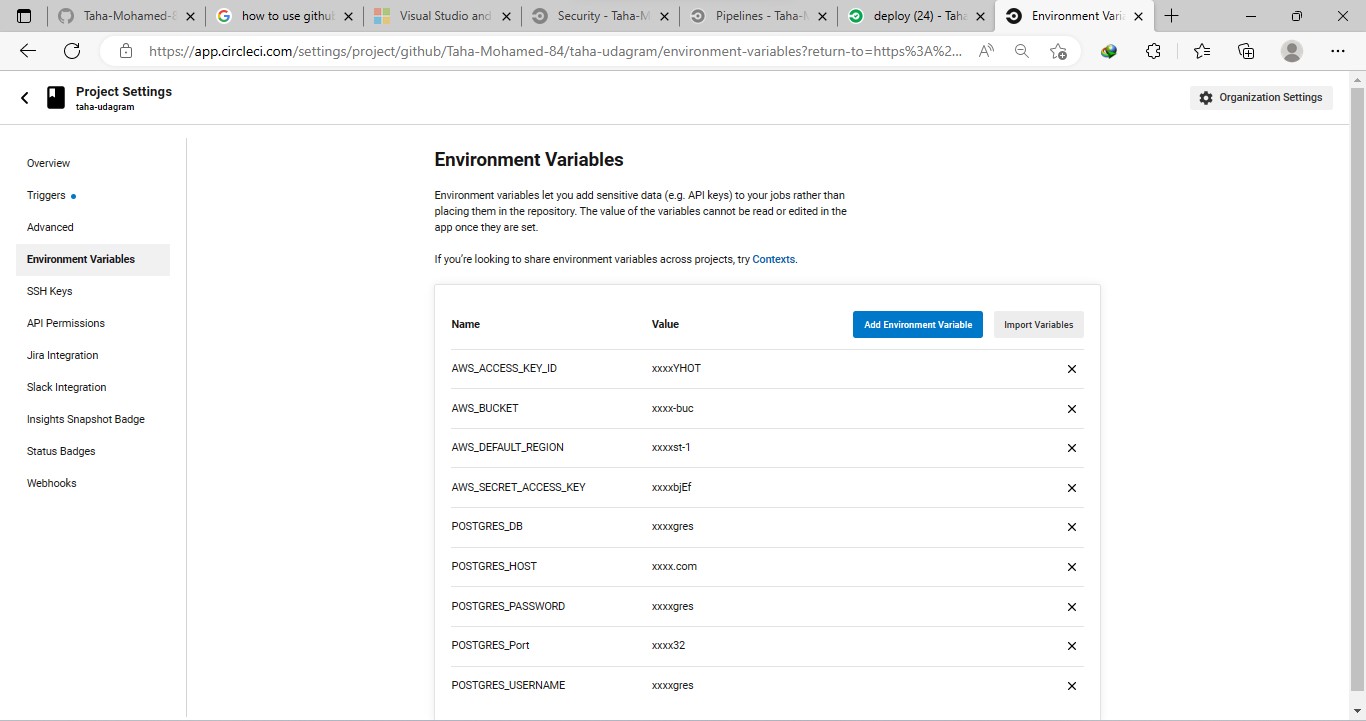 Taha-Mohamed-8
how to use githu
Visual Studio and
Security - Taha-M
Pipelines - Taha-M
deploy (24) - Taha
Environment Varia
https://app.circleci.com/settings/project/github/Taha-Mohamed-84/taha-udagram/environment-variables?return-to=https%3A%2...
Project Settings
taha-udagram
Organization Settings
Overview
Triggers
Advanced
Environment Variables
SSH Keys
API Permissions
Jira Integration
Slack Integration
Insights Snapshot Badge
Status Badges
Webhooks
Environment Variables
Environment variables let you add sensitive data (e.g. API keys) to your jobs rather than
placing them in the repository. The value of the variables cannot be read or edited in the
app once they are set.
If you're looking to share environment variables across projects, try Contexts.
Name Value Add Environment Variable Import Variables
AWS_ACCESS_KEY_ID xxxxYHOT
AWS_BUCKET xxxx-buc
AWS_DEFAULT_REGION xxxxst-1
AWS_SECRET_ACCESS_KEY xxxxbjEf
POSTGRES_DB xxxxgres
POSTGRES_HOST xxxx.com
POSTGRES_PASSWORD xxxxgres
POSTGRES_Port xxxx32
POSTGRES_USERNAME xxxxgres